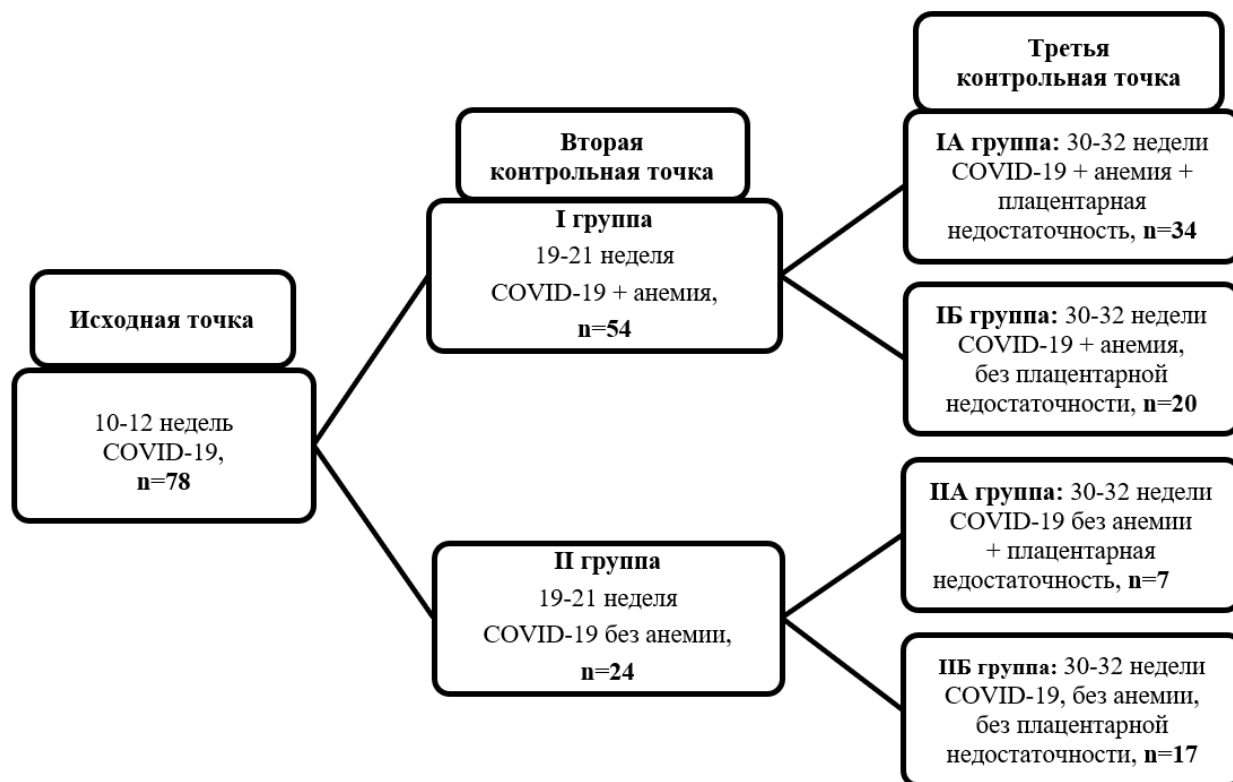 Исходная точка
10-12 недель
COVID-19,
n=78
Вторая
контрольная точка
I группа
19-21 неделя
COVID-19 + анемия,
n=54
II группа
19-21 неделя
COVID-19 без анемии,
n=24
Третья
контрольная точка
IА группа: 30-32 недели
COVID-19 + анемия +
плацентарная
недостаточность, n=34
IБ группа: 30-32 недели
COVID-19 + анемия,
без плацентарной
недостаточности, n=20
IIА группа: 30-32 недели
COVID-19 без анемии
+ плацентарная
недостаточность, n=7
IIБ группа: 30-32 недели
COVID-19, без анемии,
без плацентарной
недостаточности, n=17